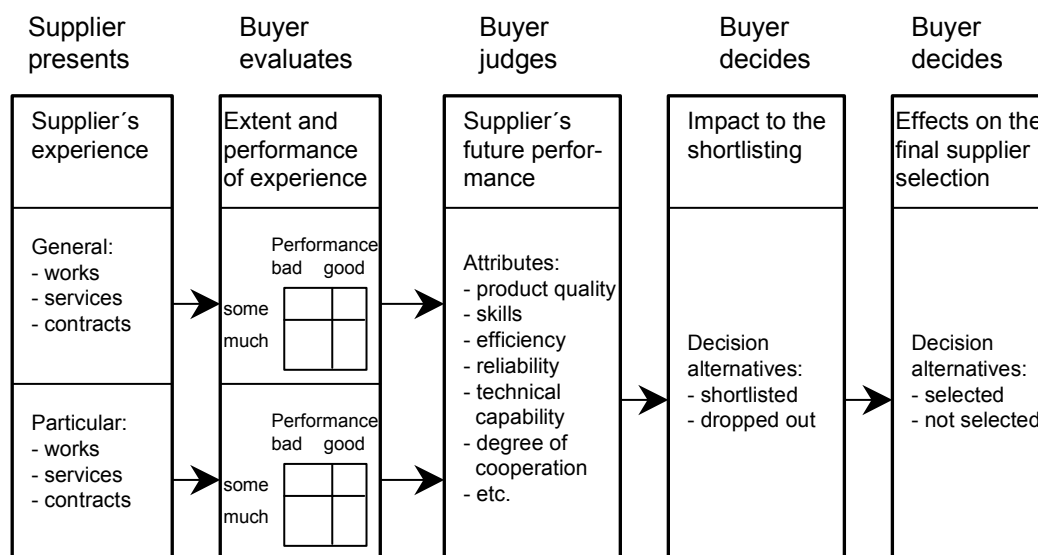 Supplier
presents
Buyer
evaluates
Buyer
judges
Buyer
decides
Buyer
decides
Supplier´s
experience
Extent and
performance
of experience
Supplier´s
future perfor-
mance
Impact to the
shortlisting
Effects on the
final supplier
selection
General:
- works
- services
- contracts
Performance
bad good
some
much
Particular:
- works
- services
- contracts
Performance
bad good
some
much
Attributes:
- product quality
- skills
- efficiency
- reliability
- technical
capability
- degree of
cooperation
- etc.
Decision
alternatives:
- shortlisted
- dropped out
Decision
alternatives:
- selected
- not selected